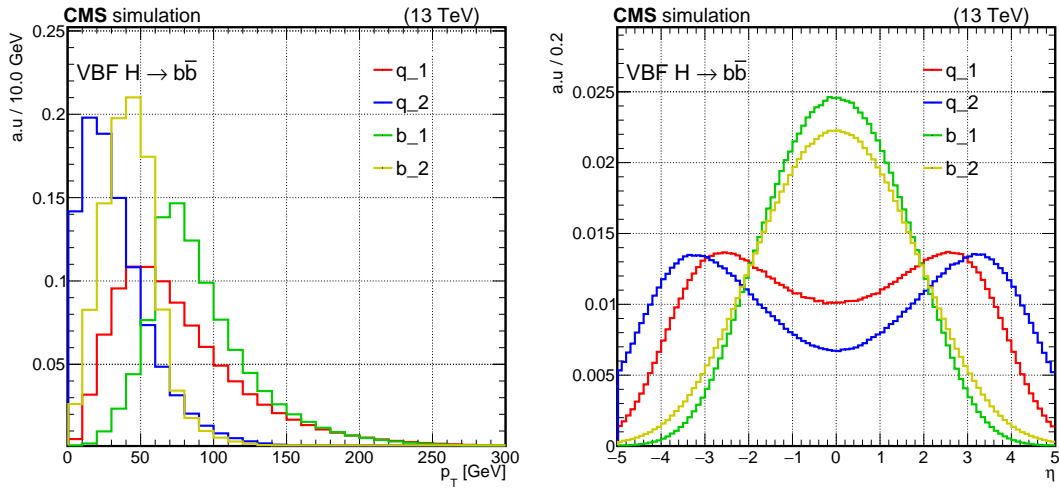 CMS simulation (13 TeV)
a.u / 10.0 GeV
0.25
0.2
0.15
0.1
0.05
VBF H → bb̅
q_1
q_2
b_1
b_2
0 50 100 150 200 250 300
p_T [GeV]
CMS simulation (13 TeV)
a.u / 0.2
0.025
0.02
0.015
0.01
0.005
0
VBF H → bb̅
q_1
q_2
b_1
b_2
−5 −4 −3 −2 −1 0 1 2 3 4 5
η